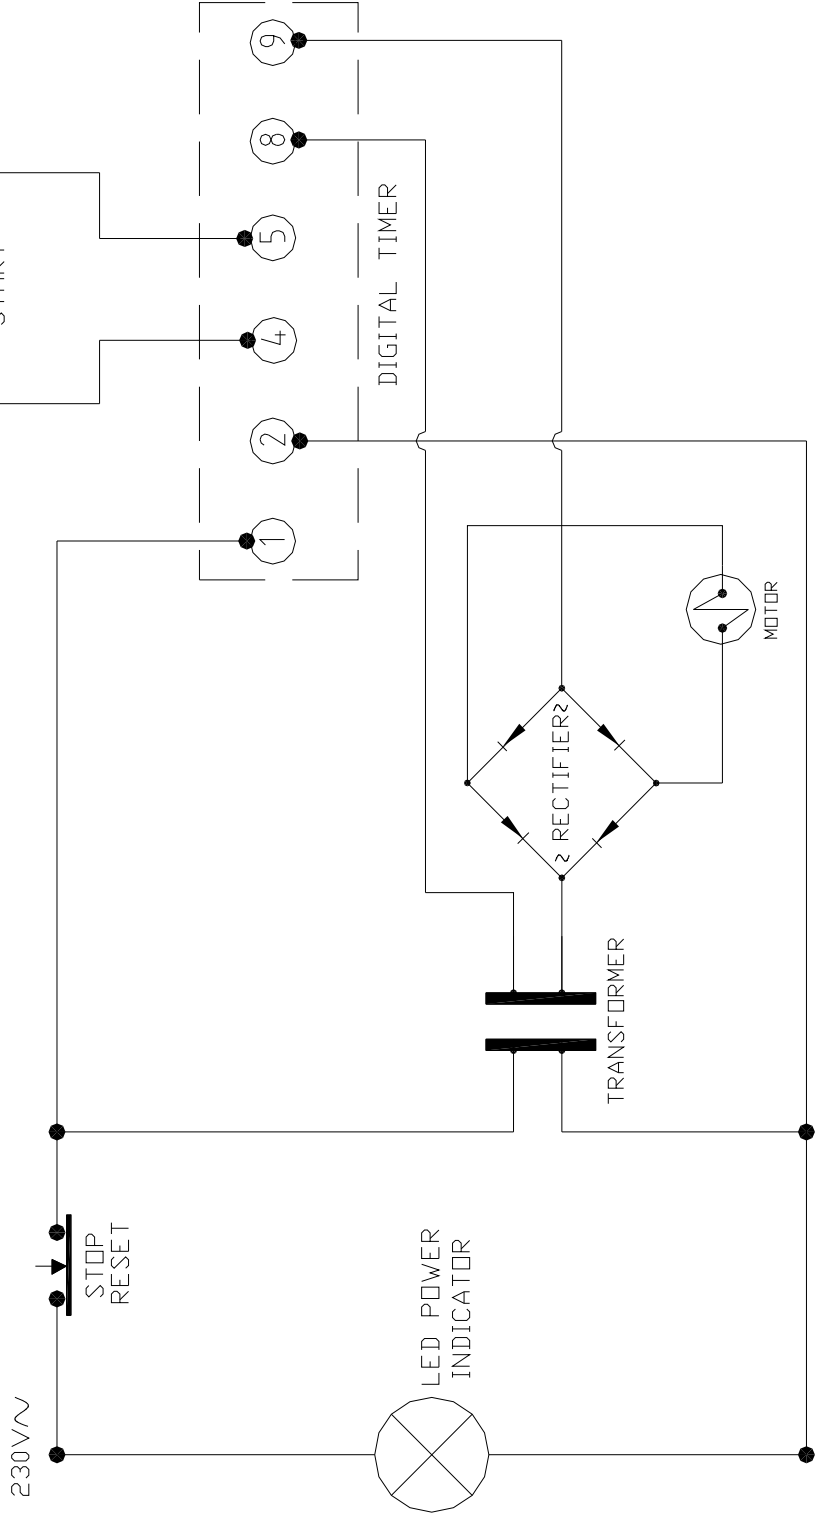 230V~
STOP
RESET
LED POWER
INDICATOR
TRANSFORMER
~ RECTIFIER~
MOTOR
DIGITAL TIMER
1
2
4
5
8
9